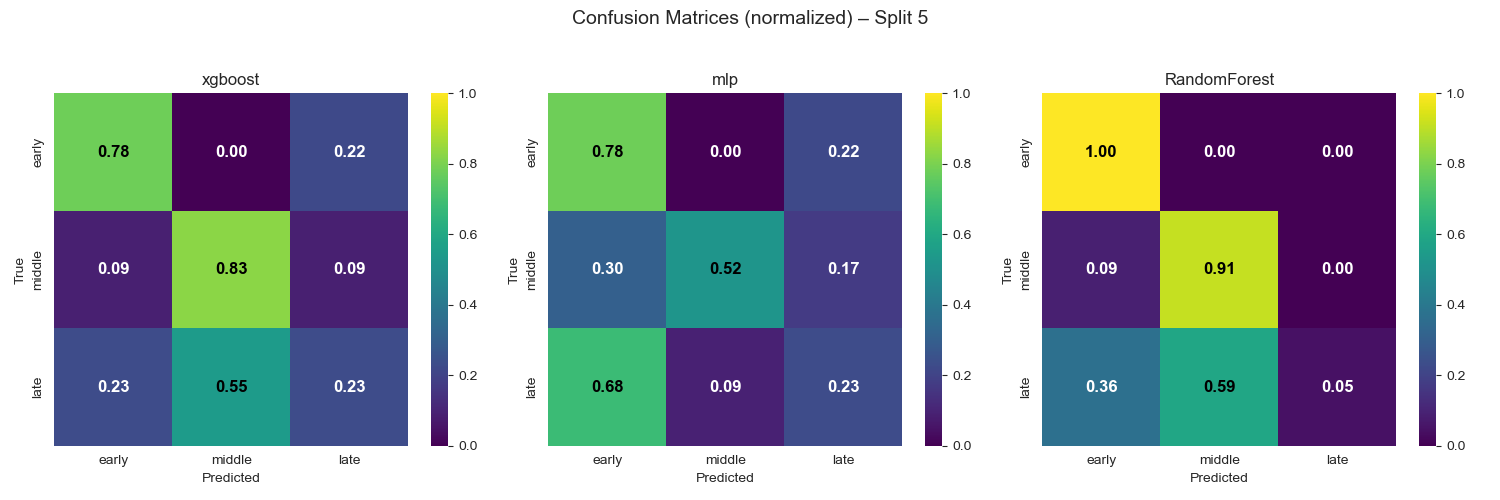 Confusion Matrices (normalized) – Split 5
xgboost
early
middle
late
True
0.78 0.00 0.22
0.09 0.83 0.09
0.23 0.55 0.23
early middle late
Predicted
1.0
0.8
0.6
0.4
0.2
0.0
mlp
early
middle
late
True
0.78 0.00 0.22
0.30 0.52 0.17
0.68 0.09 0.23
early middle late
Predicted
1.0
0.8
0.6
0.4
0.2
0.0
RandomForest
early
middle
late
True
1.00 0.00 0.00
0.09 0.91 0.00
0.36 0.59 0.05
early middle late
Predicted
1.0
0.8
0.6
0.4
0.2
0.0